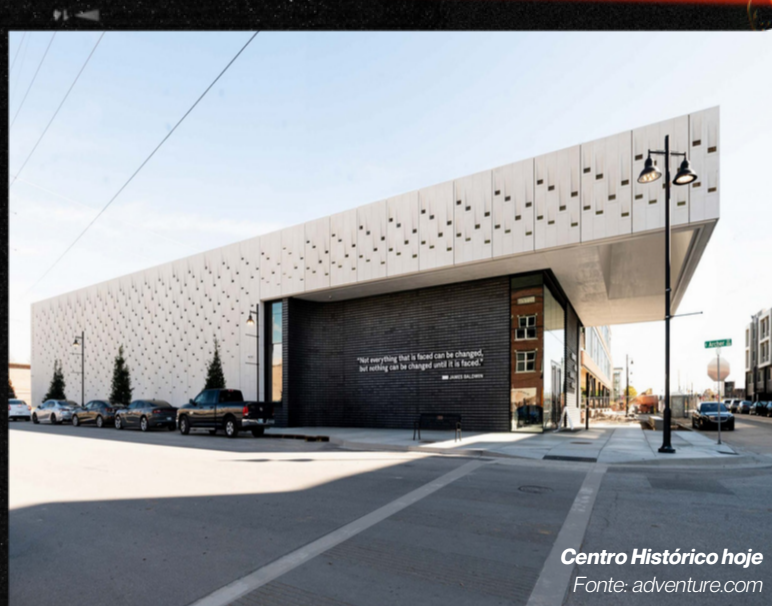 "Not everything that is faced can be changed,
but nothing can be changed until it is faced."
JAMES BALDWIN
E Archer St
Centro Histórico hoje
Fonte: adventure.com